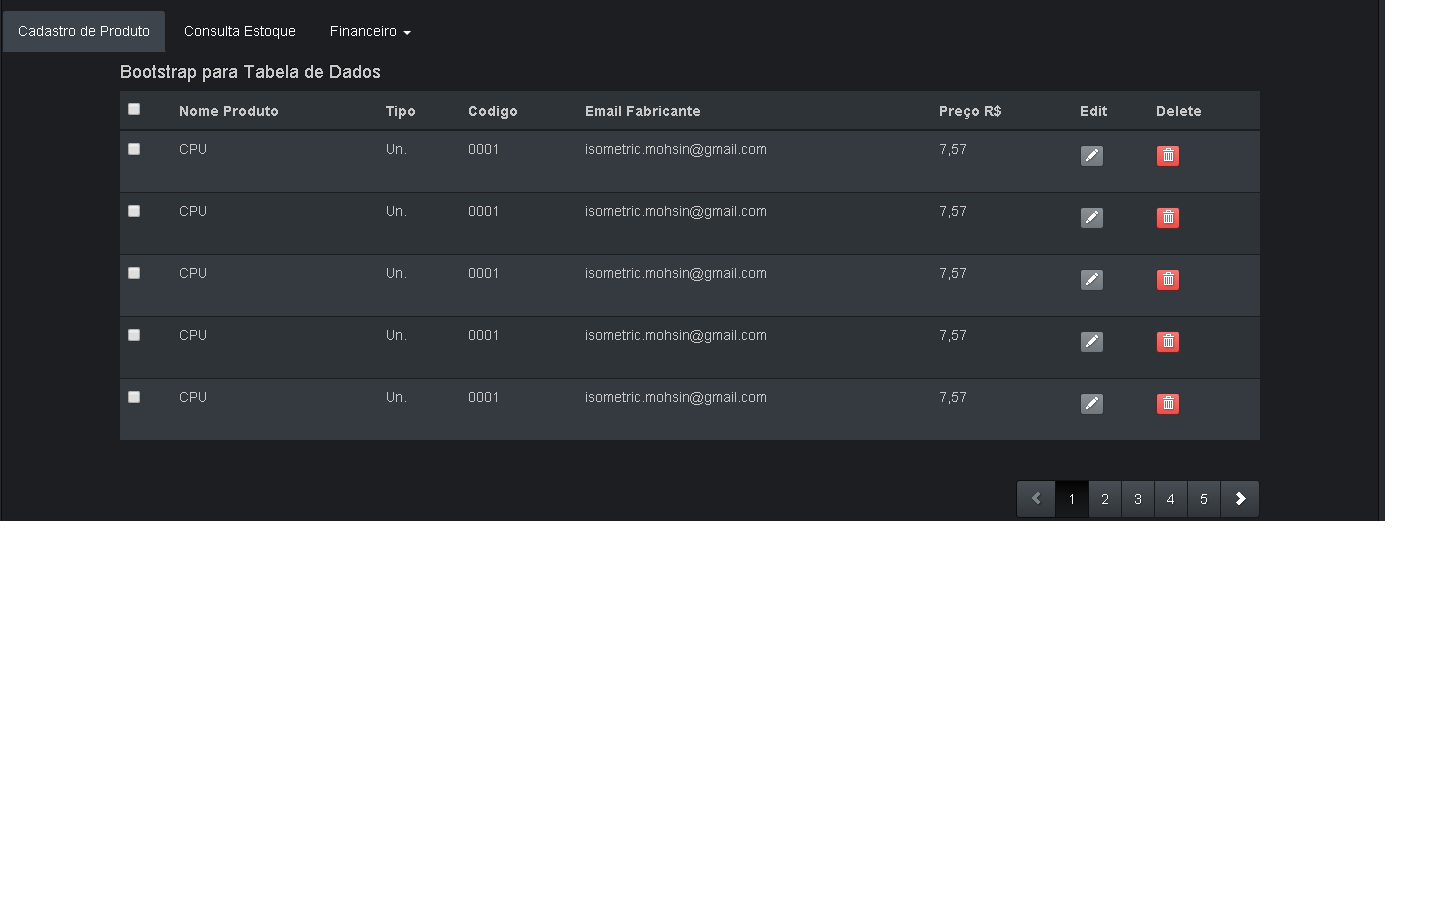 Cadastro de Produto Consulta Estoque Financeiro
Bootstrap para Tabela de Dados
Nome Produto Tipo Codigo Email Fabricante Preço R$ Edit Delete
CPU Un. 0001 isometric.mohsin@gmail.com 7,57
CPU Un. 0001 isometric.mohsin@gmail.com 7,57
CPU Un. 0001 isometric.mohsin@gmail.com 7,57
CPU Un. 0001 isometric.mohsin@gmail.com 7,57
CPU Un. 0001 isometric.mohsin@gmail.com 7,57
1 2 3 4 5